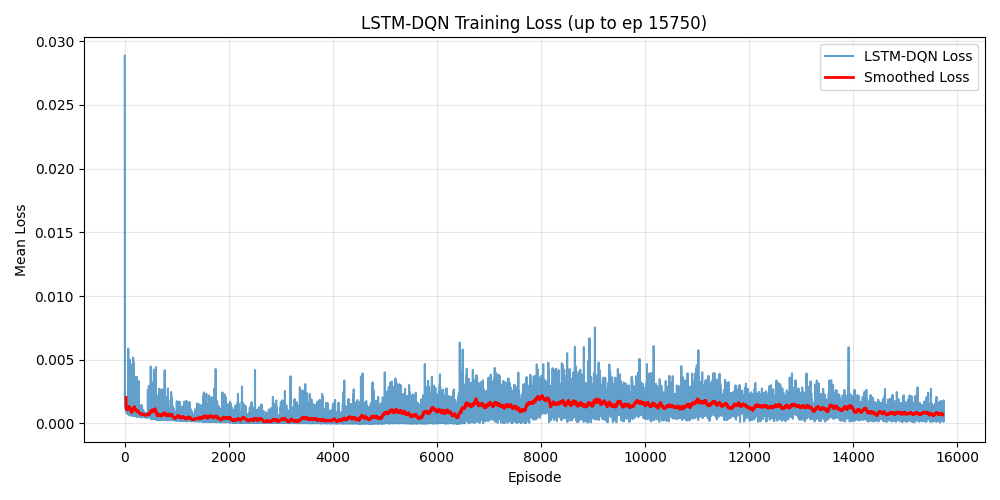 LSTM-DQN Training Loss (up to ep 15750)
LSTM-DQN Loss
Smoothed Loss
Mean Loss
0.030
0.025
0.020
0.015
0.010
0.005
0.000
0 2000 4000 6000 8000 10000 12000 14000 16000
Episode